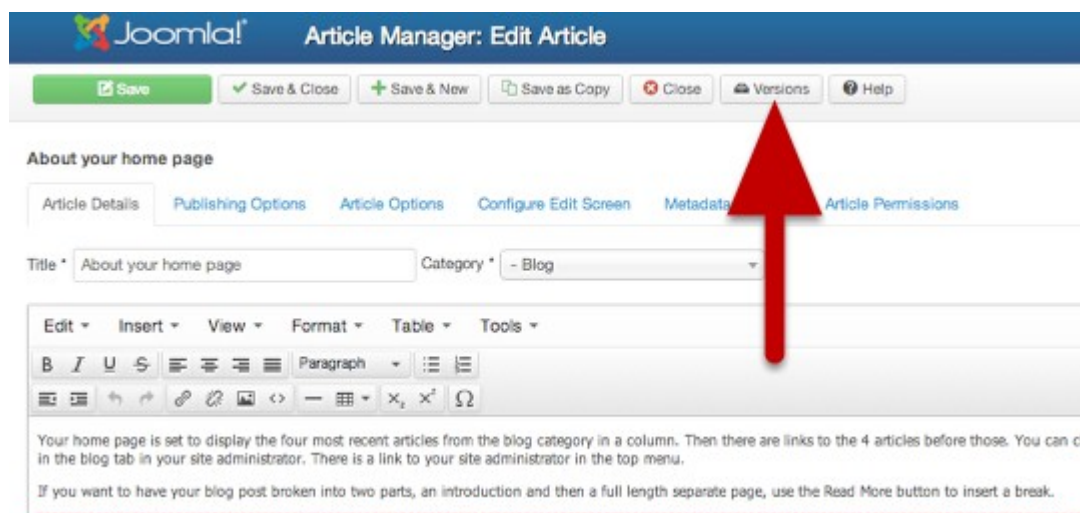 Joomla! Article Manager: Edit Article
Save Save & Close Save & New Save as Copy Close Versions Help
About your home page
Article Details Publishing Options Article Options Configure Edit Screen Metadata Article Permissions
Title * About your home page Category * - Blog
Edit Insert View Format Table Tools
B I U S Paragraph
x₂ x² Ω
Your home page is set to display the four most recent articles from the blog category in a column. Then there are links to the 4 articles before those. You can
in the blog tab in your site administrator. There is a link to your site administrator in the top menu.
If you want to have your blog post broken into two parts, an introduction and then a full length separate page, use the Read More button to insert a break.